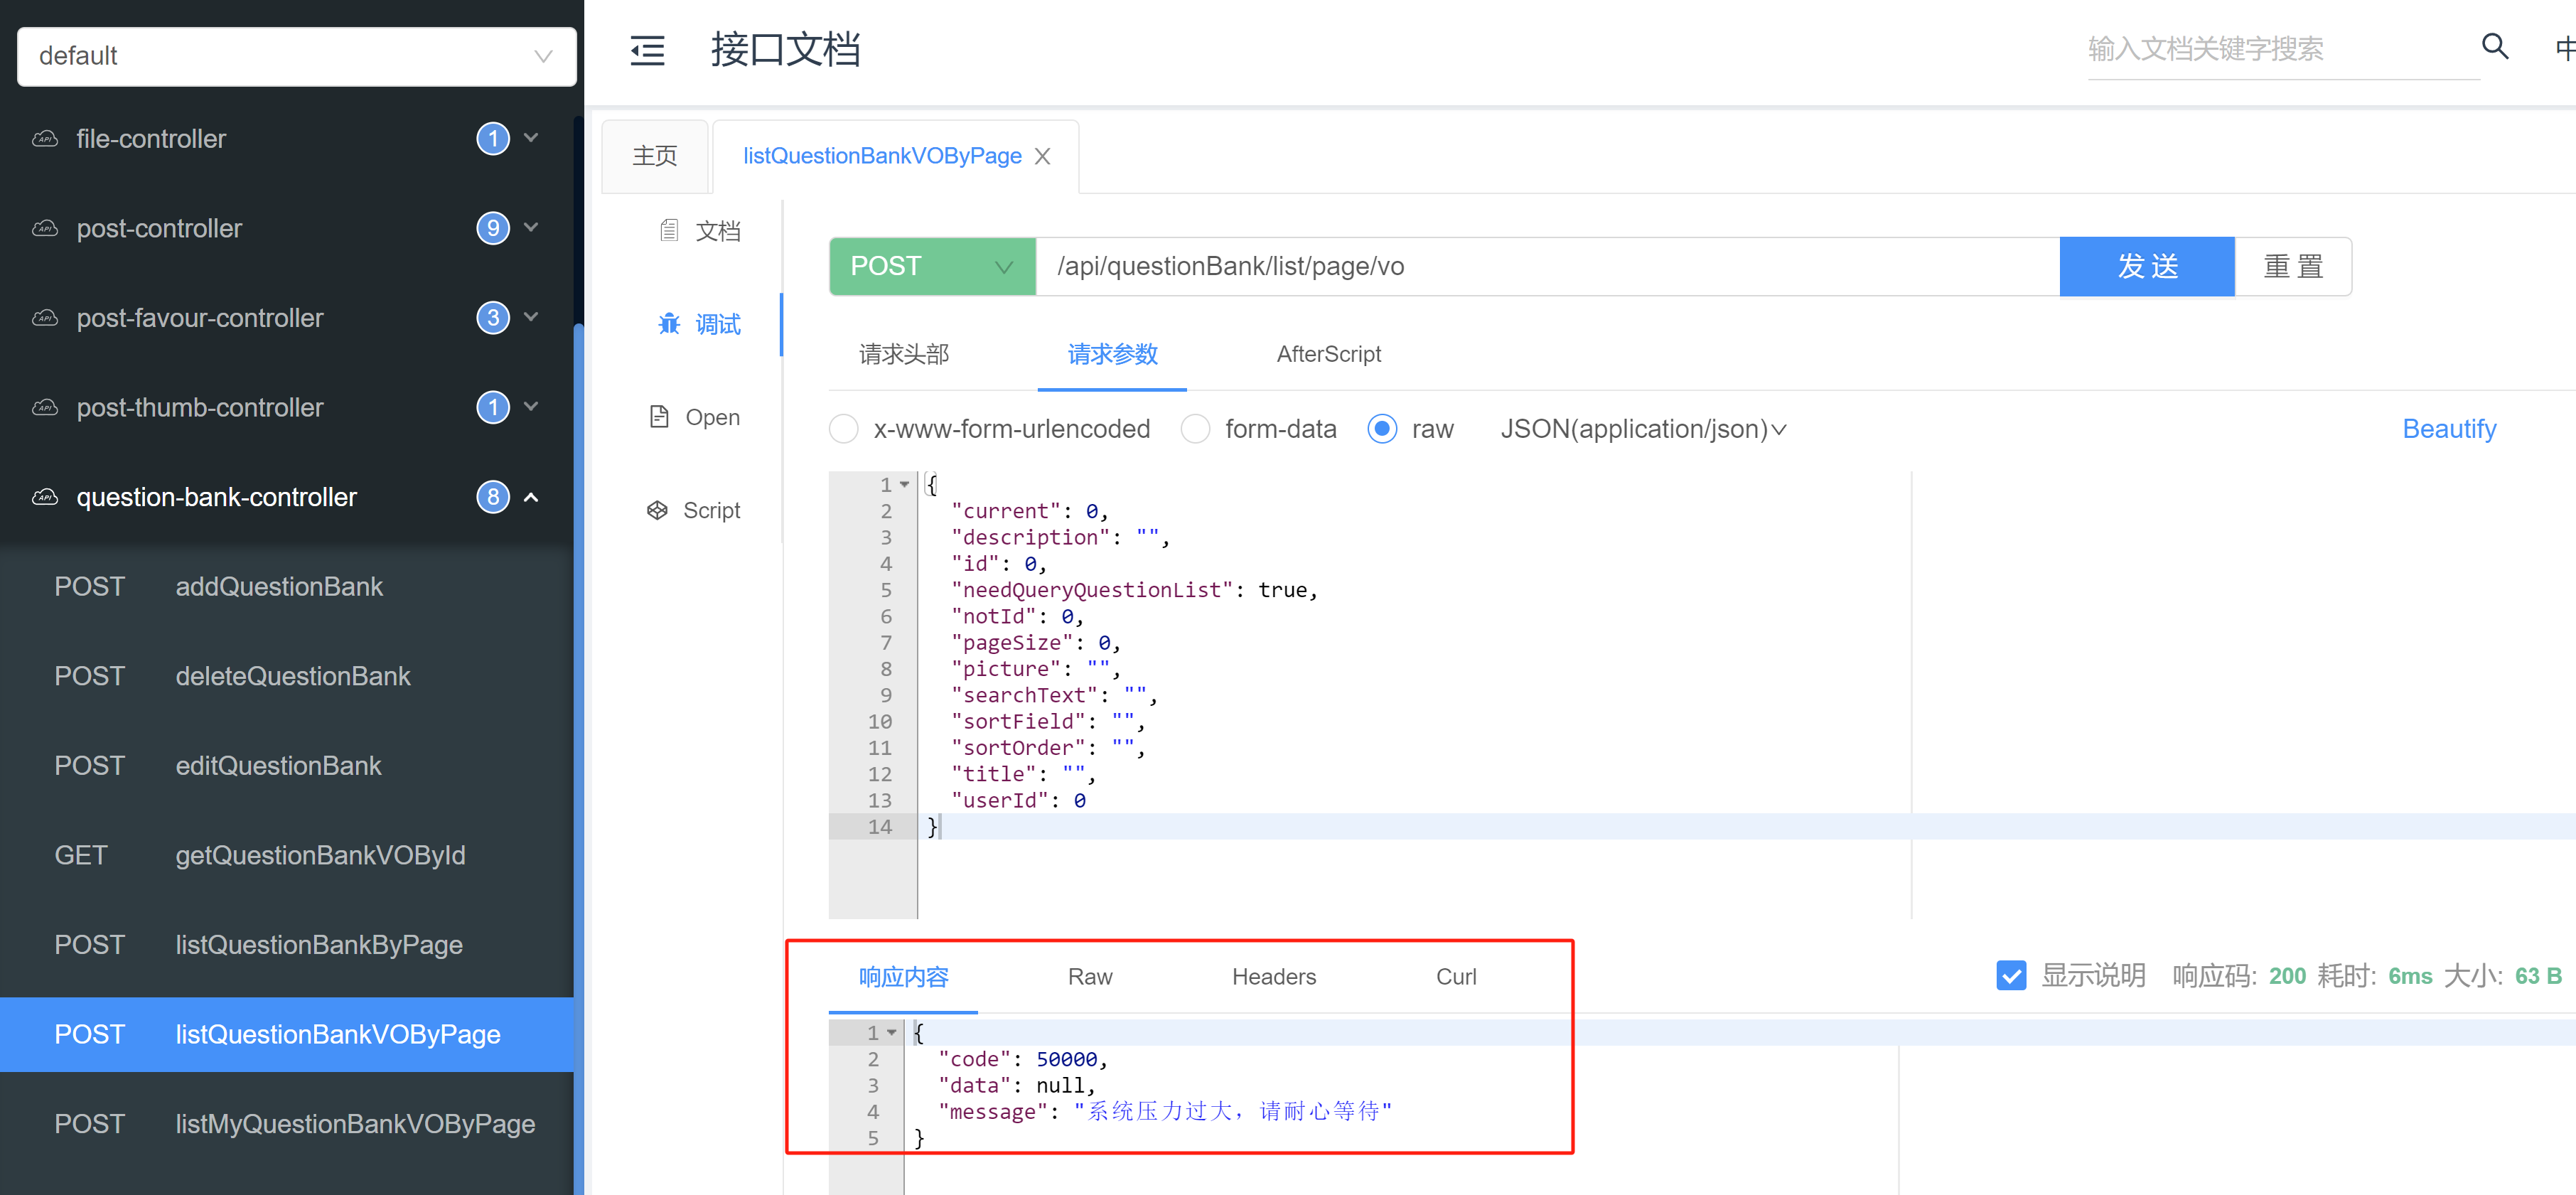 default
file-controller 1
post-controller 9
post-favour-controller 3
post-thumb-controller 1
question-bank-controller 8
POST addQuestionBank
POST deleteQuestionBank
POST editQuestionBank
GET getQuestionBankVOById
POST listQuestionBankByPage
POST listQuestionBankVOByPage
POST listMyQuestionBankVOByPage
接口文档
输入文档关键字搜索
中
主页 listQuestionBankVOByPage
文档
调试
Open
Script
POST /api/questionBank/list/page/vo 发 送 重 置
请求头部 请求参数 AfterScript
x-www-form-urlencoded form-data raw JSON(application/json) Beautify
1 {
2 "current": 0,
3 "description": "",
4 "id": 0,
5 "needQueryQuestionList": true,
6 "notId": 0,
7 "pageSize": 0,
8 "picture": "",
9 "searchText": "",
10 "sortField": "",
11 "sortOrder": "",
12 "title": "",
13 "userId": 0
14 }
响应内容 Raw Headers Curl 显示说明 响应码: 200 耗时: 6ms 大小: 63 B
1 {
2 "code": 50000,
3 "data": null,
4 "message": "系统压力过大，请耐心等待"
5 }